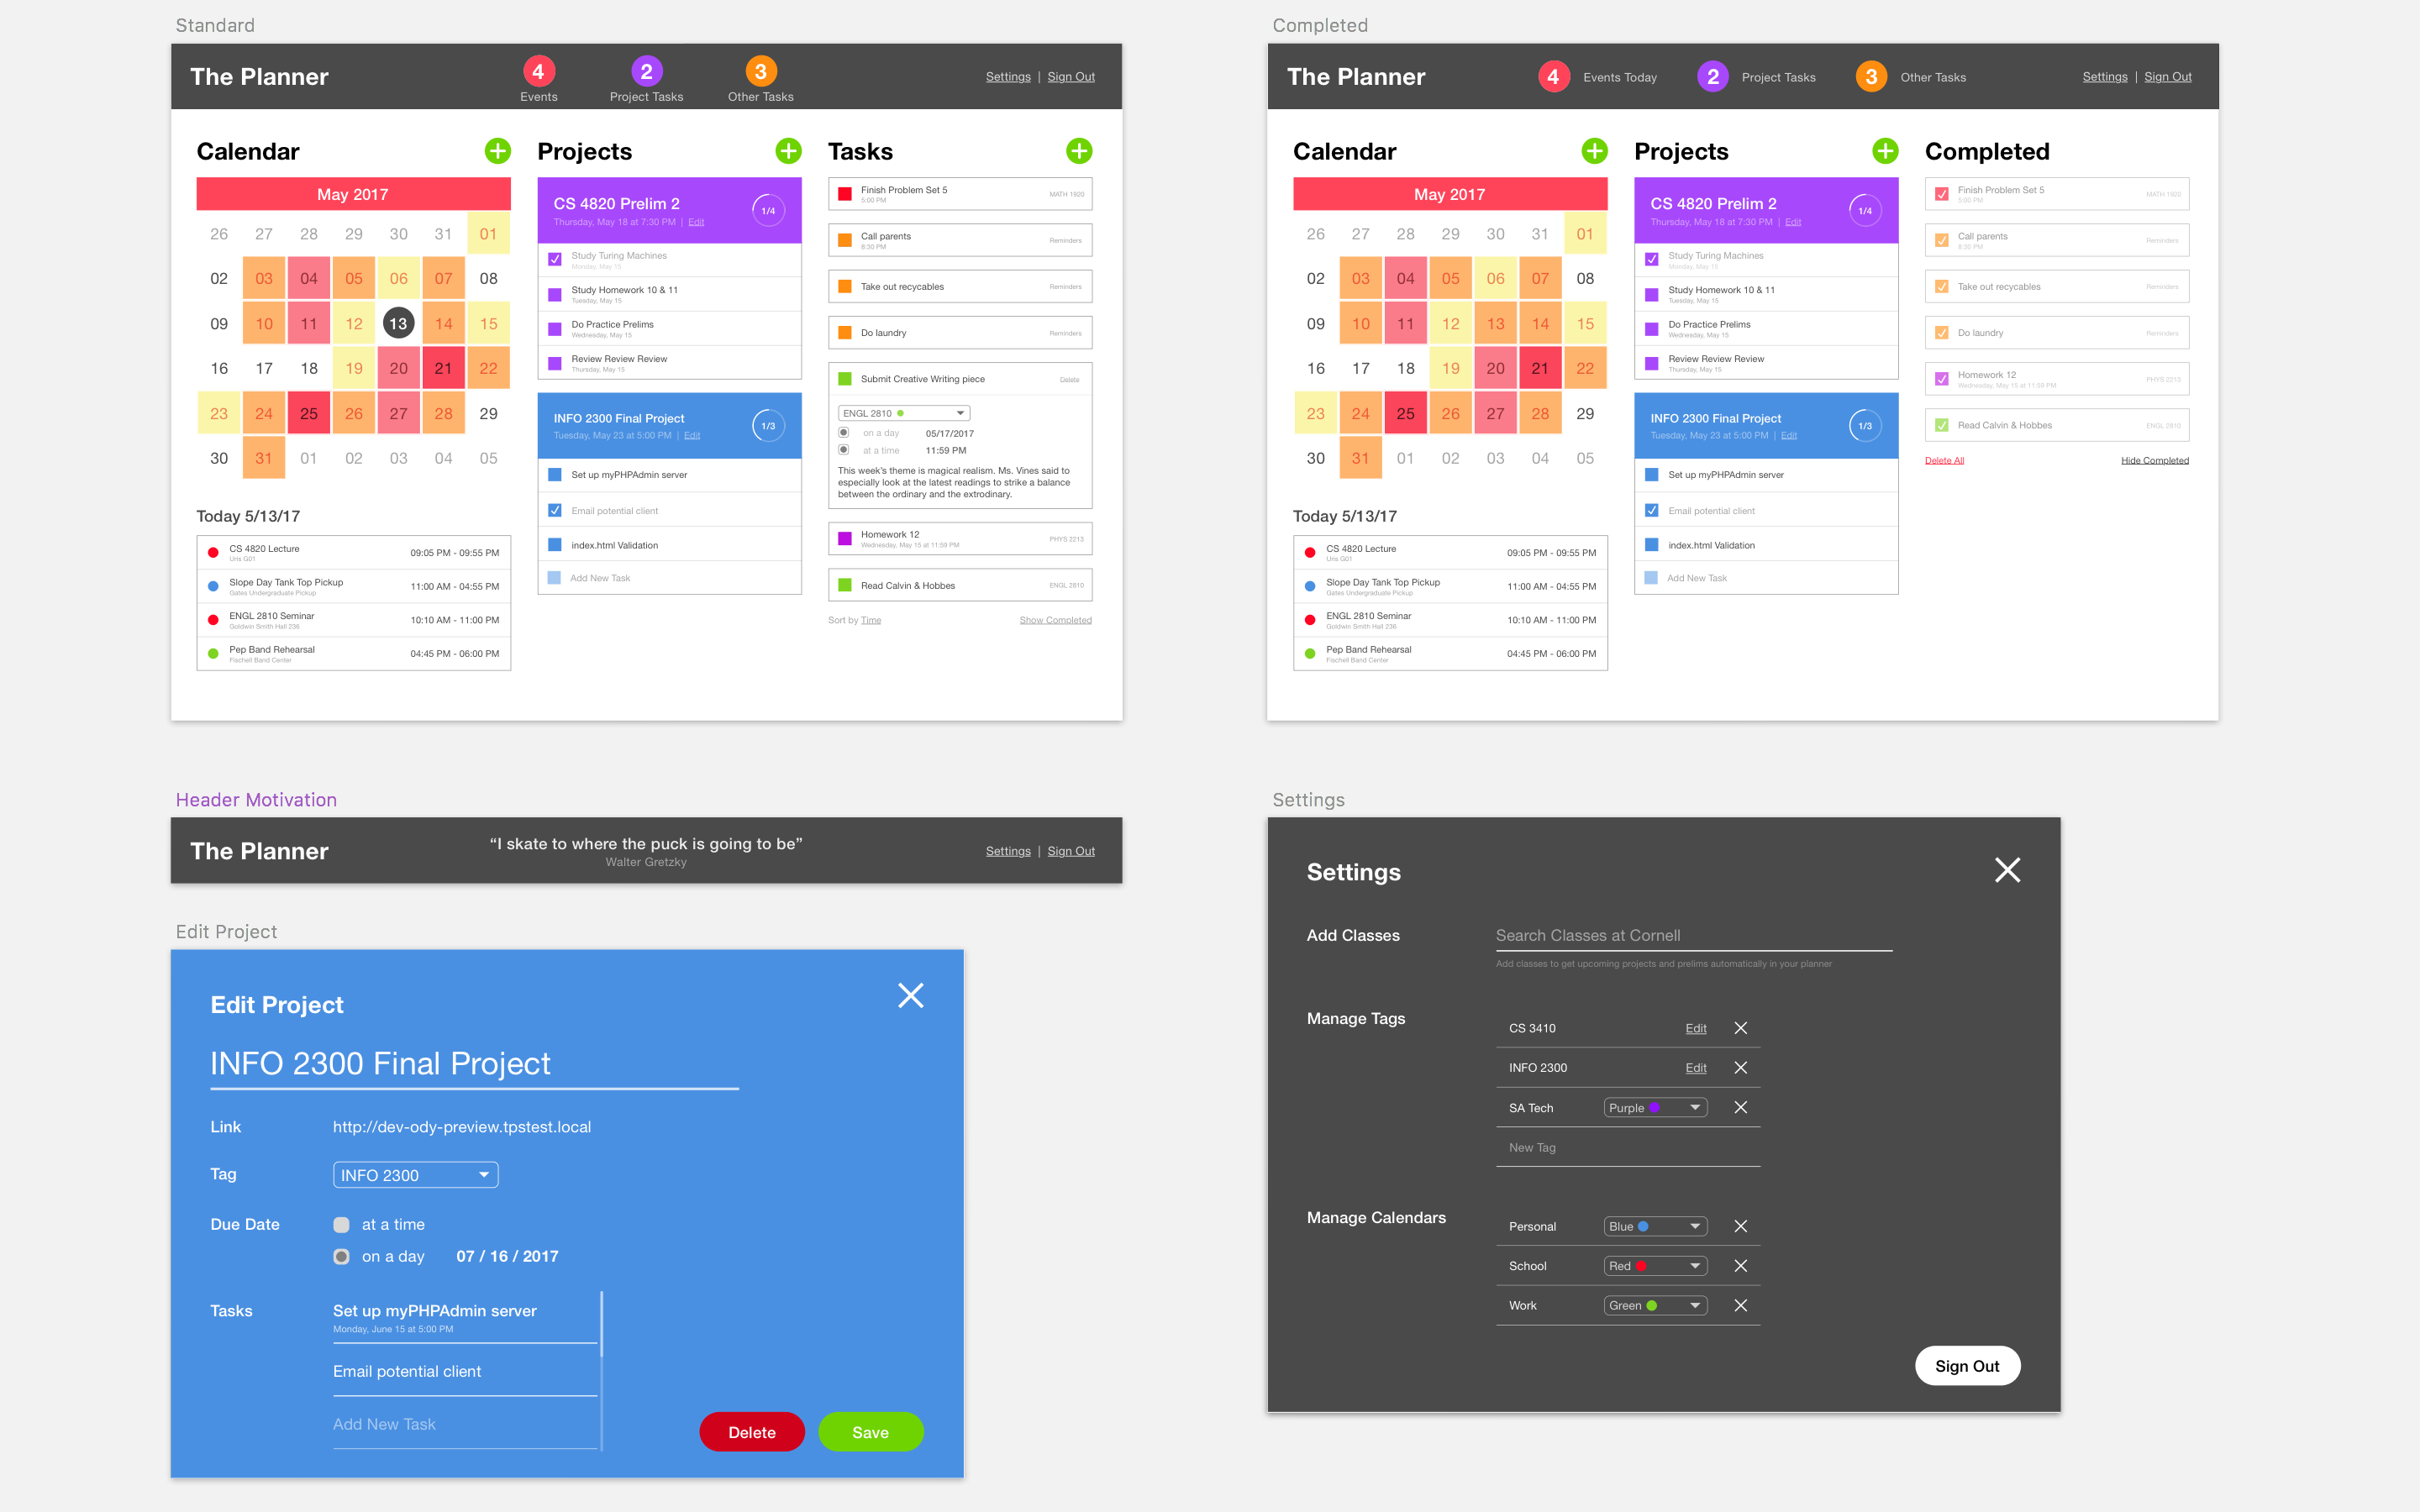 Standard
The Planner
4
Events
2
Project Tasks
3
Other Tasks
Settings | Sign Out
Calendar
May 2017
26 27 28 29 30 31 01
02 03 04 05 06 07 08
09 10 11 12 13 14 15
16 17 18 19 20 21 22
23 24 25 26 27 28 29
30 31 01 02 03 04 05
Today 5/13/17
CS 4820 Lecture 09:05 PM - 09:55 PM
Uris G01
Slope Day Tank Top Pickup 11:00 AM - 04:55 PM
Gates Undergraduate Pickup
ENGL 2810 Seminar 10:10 AM - 11:00 PM
Goldwin Smith Hall 236
Pep Band Rehearsal 04:45 PM - 06:00 PM
Fischell Band Center
Projects
CS 4820 Prelim 2 1/4
Thursday, May 18 at 7:30 PM | Edit
Study Turing Machines
Monday, May 15
Study Homework 10 & 11
Tuesday, May 15
Do Practice Prelims
Wednesday, May 15
Review Review Review
Thursday, May 15
INFO 2300 Final Project 1/3
Tuesday, May 23 at 5:00 PM | Edit
Set up myPHPAdmin server
Email potential client
index.html Validation
Add New Task
Tasks
Finish Problem Set 5 MATH 1920
5:00 PM
Call parents Reminders
8:30 PM
Take out recycables Reminders
Do laundry Reminders
Submit Creative Writing piece Delete
ENGL 2810
on a day 05/17/2017
at a time 11:59 PM
This week's theme is magical realism. Ms. Vines said to
especially look at the latest readings to strike a balance
between the ordinary and the extrodinary.
Homework 12 PHYS 2213
Wednesday, May 15 at 11:59 PM
Read Calvin & Hobbes ENGL 2810
Sort by Time Show Completed
Completed
The Planner
4 Events Today
2 Project Tasks
3 Other Tasks
Settings | Sign Out
Calendar
May 2017
26 27 28 29 30 31 01
02 03 04 05 06 07 08
09 10 11 12 13 14 15
16 17 18 19 20 21 22
23 24 25 26 27 28 29
30 31 01 02 03 04 05
Today 5/13/17
CS 4820 Lecture 09:05 PM - 09:55 PM
Uris G01
Slope Day Tank Top Pickup 11:00 AM - 04:55 PM
Gates Undergraduate Pickup
ENGL 2810 Seminar 10:10 AM - 11:00 PM
Goldwin Smith Hall 236
Pep Band Rehearsal 04:45 PM - 06:00 PM
Fischell Band Center
Projects
CS 4820 Prelim 2 1/4
Thursday, May 18 at 7:30 PM | Edit
Study Turing Machines
Monday, May 15
Study Homework 10 & 11
Tuesday, May 15
Do Practice Prelims
Wednesday, May 15
Review Review Review
Thursday, May 15
INFO 2300 Final Project 1/3
Tuesday, May 23 at 5:00 PM | Edit
Set up myPHPAdmin server
Email potential client
index.html Validation
Add New Task
Completed
Finish Problem Set 5 MATH 1920
5:00 PM
Call parents Reminders
8:30 PM
Take out recycables Reminders
Do laundry Reminders
Homework 12 PHYS 2213
Wednesday, May 15 at 11:59 PM
Read Calvin & Hobbes ENGL 2810
Delete All Hide Completed
Header Motivation
The Planner
“I skate to where the puck is going to be”
Walter Gretzky
Settings | Sign Out
Edit Project
Edit Project
INFO 2300 Final Project
Link http://dev-ody-preview.tpstest.local
Tag INFO 2300
Due Date at a time
on a day 07 / 16 / 2017
Tasks Set up myPHPAdmin server
Monday, June 15 at 5:00 PM
Email potential client
Add New Task
Delete Save
Settings
Settings
Add Classes Search Classes at Cornell
Add classes to get upcoming projects and prelims automatically in your planner
Manage Tags
CS 3410 Edit
INFO 2300 Edit
SA Tech Purple
New Tag
Manage Calendars
Personal Blue
School Red
Work Green
Sign Out